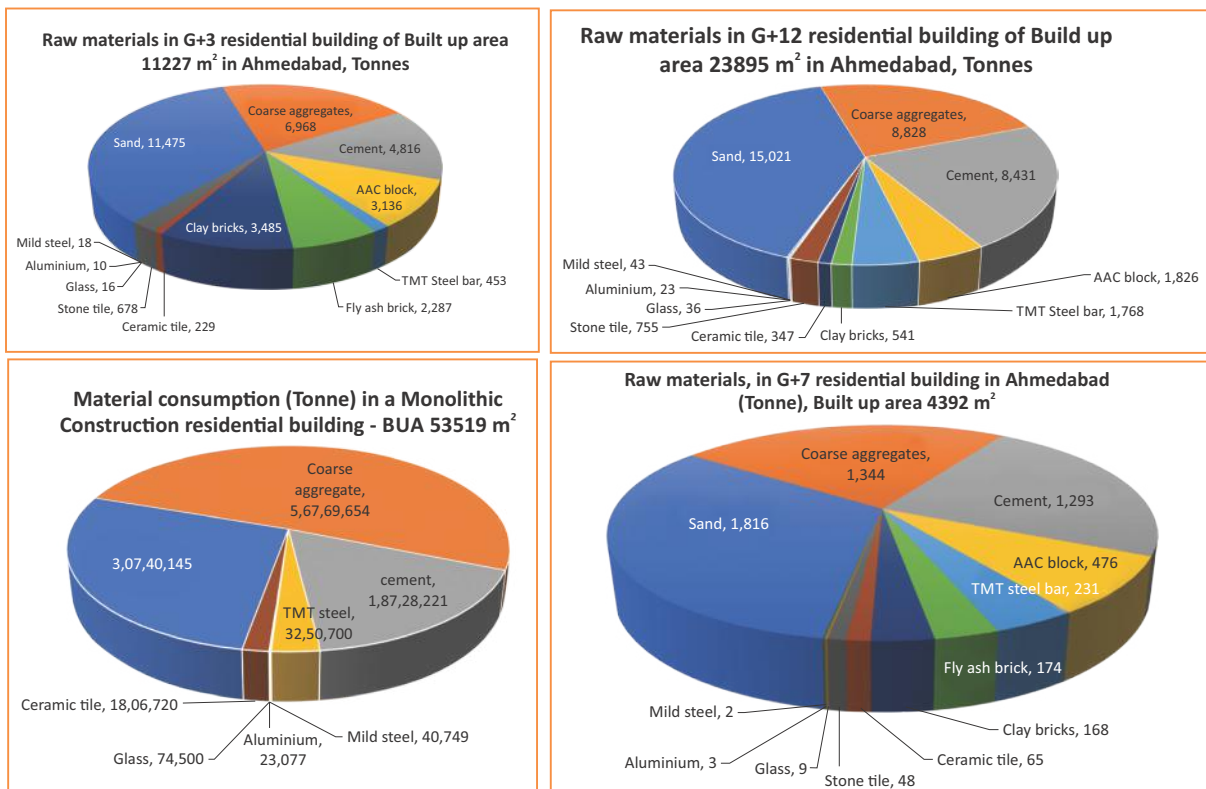 Raw materials in G+3 residential building of Built up area
11227 m² in Ahmedabad, Tonnes
Coarse aggregates,
6,968
Sand, 11,475
Cement, 4,816
AAC block,
3,136
Clay bricks, 3,485
Mild steel, 18
Aluminium, 10
Glass, 16
Stone tile, 678
Ceramic tile, 229
TMT Steel bar, 453
Fly ash brick, 2,287
Raw materials in G+12 residential building of Build up
area 23895 m² in Ahmedabad, Tonnes
Coarse aggregates,
8,828
Sand, 15,021
Cement, 8,431
Mild steel, 43
Aluminium, 23
Glass, 36
Stone tile, 755
Ceramic tile, 347
Clay bricks, 541
AAC block, 1,826
TMT Steel bar, 1,768
Material consumption (Tonne) in a Monolithic
Construction residential building - BUA 53519 m²
Coarse
aggregate,
5,67,69,654
3,07,40,145
cement,
1,87,28,221
TMT steel,
32,50,700
Ceramic tile, 18,06,720
Glass, 74,500
Aluminium,
23,077
Mild steel, 40,749
Raw materials, in G+7 residential building in Ahmedabad
(Tonne), Built up area 4392 m²
Coarse aggregates,
1,344
Sand, 1,816
Cement, 1,293
AAC block, 476
TMT steel bar, 231
Fly ash brick, 174
Mild steel, 2
Aluminium, 3
Glass, 9
Stone tile, 48
Ceramic tile, 65
Clay bricks, 168